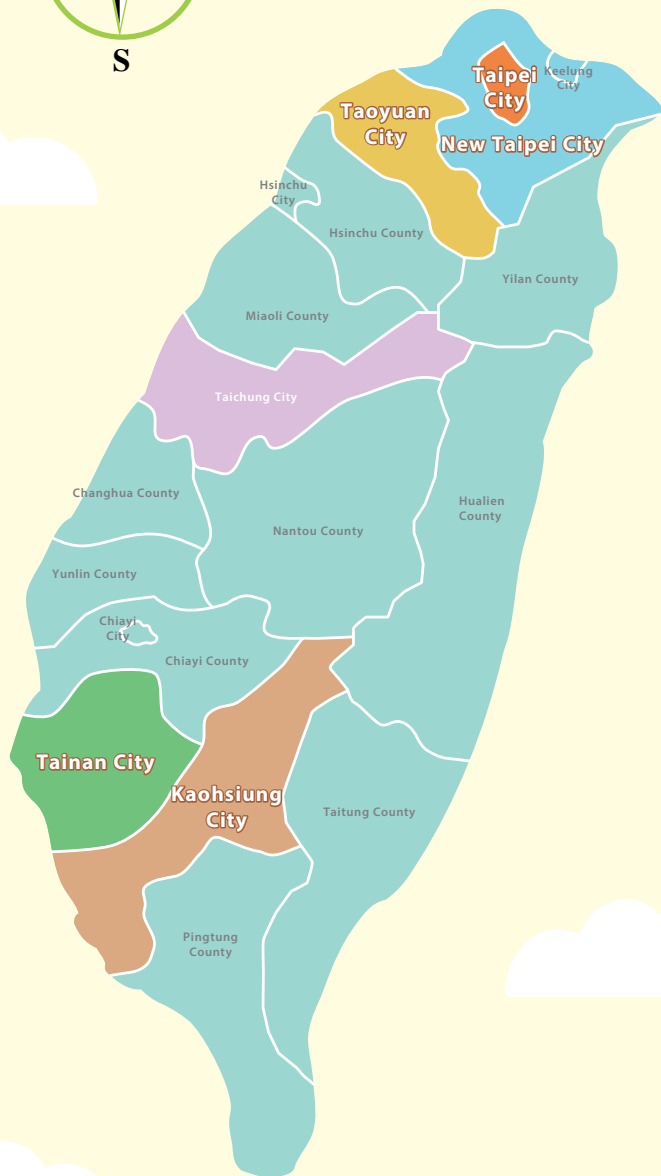 S
Taipei
City
Keelung
City
Taoyuan
City
New Taipei City
Hsinchu
City
Hsinchu County
Yilan County
Miaoli County
Taichung City
Changhua County
Hualien
County
Nantou County
Yunlin County
Chiayi
City
Chiayi County
Tainan City
Kaohsiung
City
Taitung County
Pingtung
County